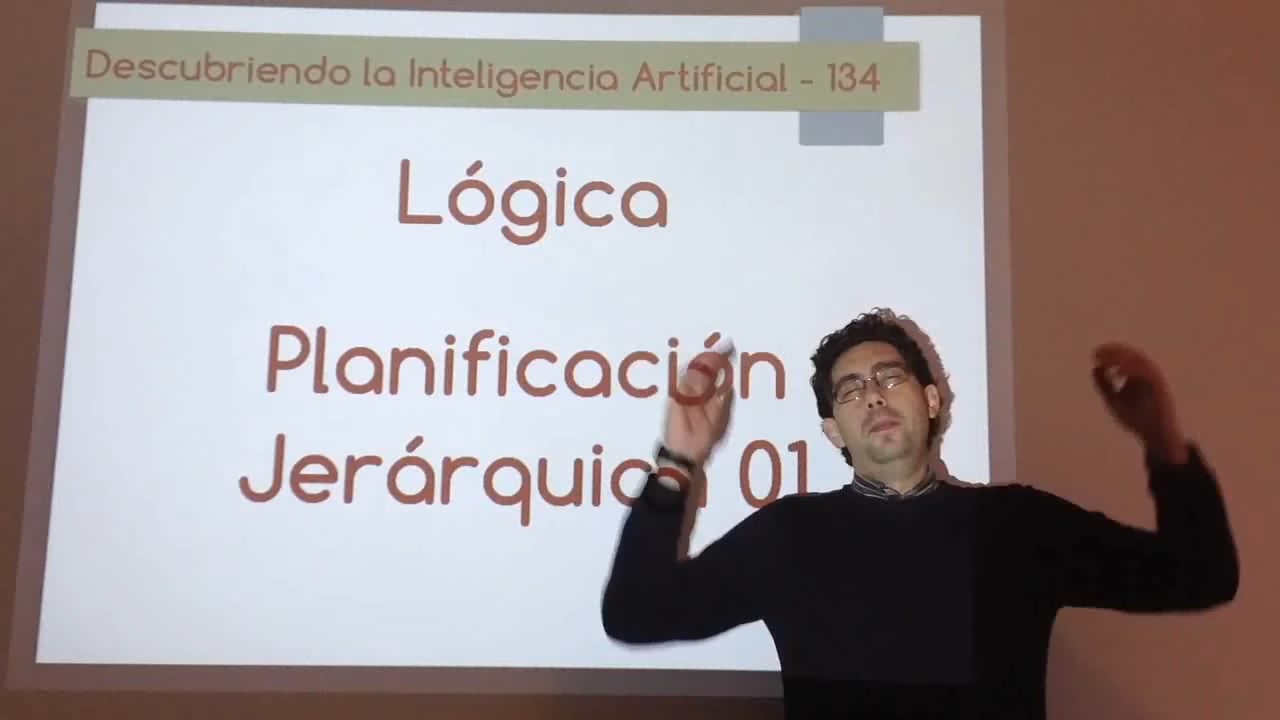 Descubriendo la Inteligencia Artificial - 134
Lógica
Planificación
Jerárquica 01